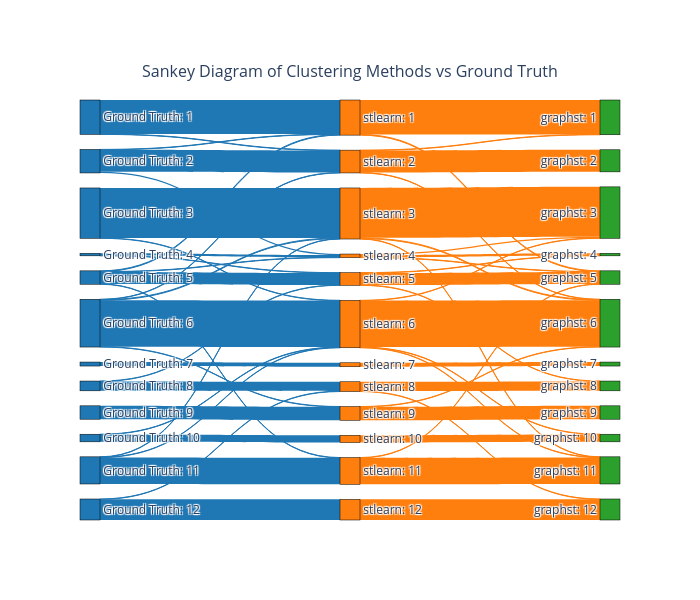 Sankey Diagram of Clustering Methods vs Ground Truth
Ground Truth: 1 stlearn: 1 graphst: 1
Ground Truth: 2 stlearn: 2 graphst: 2
Ground Truth: 3 stlearn: 3 graphst: 3
Ground Truth: 4 stlearn: 4 graphst: 4
Ground Truth: 5 stlearn: 5 graphst: 5
Ground Truth: 6 stlearn: 6 graphst: 6
Ground Truth: 7 stlearn: 7 graphst: 7
Ground Truth: 8 stlearn: 8 graphst: 8
Ground Truth: 9 stlearn: 9 graphst: 9
Ground Truth: 10 stlearn: 10 graphst: 10
Ground Truth: 11 stlearn: 11 graphst: 11
Ground Truth: 12 stlearn: 12 graphst: 12